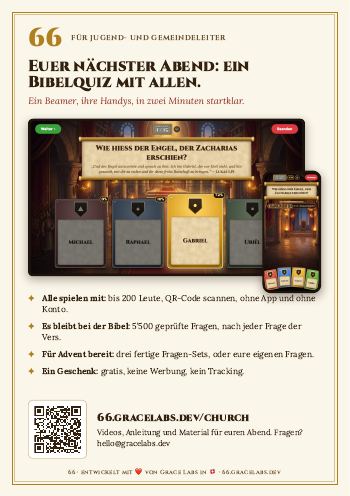 66 FÜR JUGEND- UND GEMEINDELEITER
EUER NÄCHSTER ABEND: EIN
BIBELQUIZ MIT ALLEN.
Ein Beamer, ihre Handys, in zwei Minuten startklar.
Weiter
Beenden
WIE HIESS DER ENGEL, DER ZACHARIAS
ERSCHIEN?
MICHAEL
RAPHAEL
GABRIEL
URIEL
Alle spielen mit: bis 200 Leute, QR-Code scannen, ohne App und ohne
Konto.
Es bleibt bei der Bibel: 5'500 geprüfte Fragen, nach jeder Frage der
Vers.
Für Advent bereit: drei fertige Fragen-Sets, oder eure eigenen Fragen.
Ein Geschenk: gratis, keine Werbung, kein Tracking.
66.GRACELABS.DEV/CHURCH
Videos, Anleitung und Material für euren Abend. Fragen?
hello@gracelabs.dev
66 · ENTWICKELT MIT ❤️ VON GRACE LABS IN 🇨🇭 · 66.GRACELABS.DEV